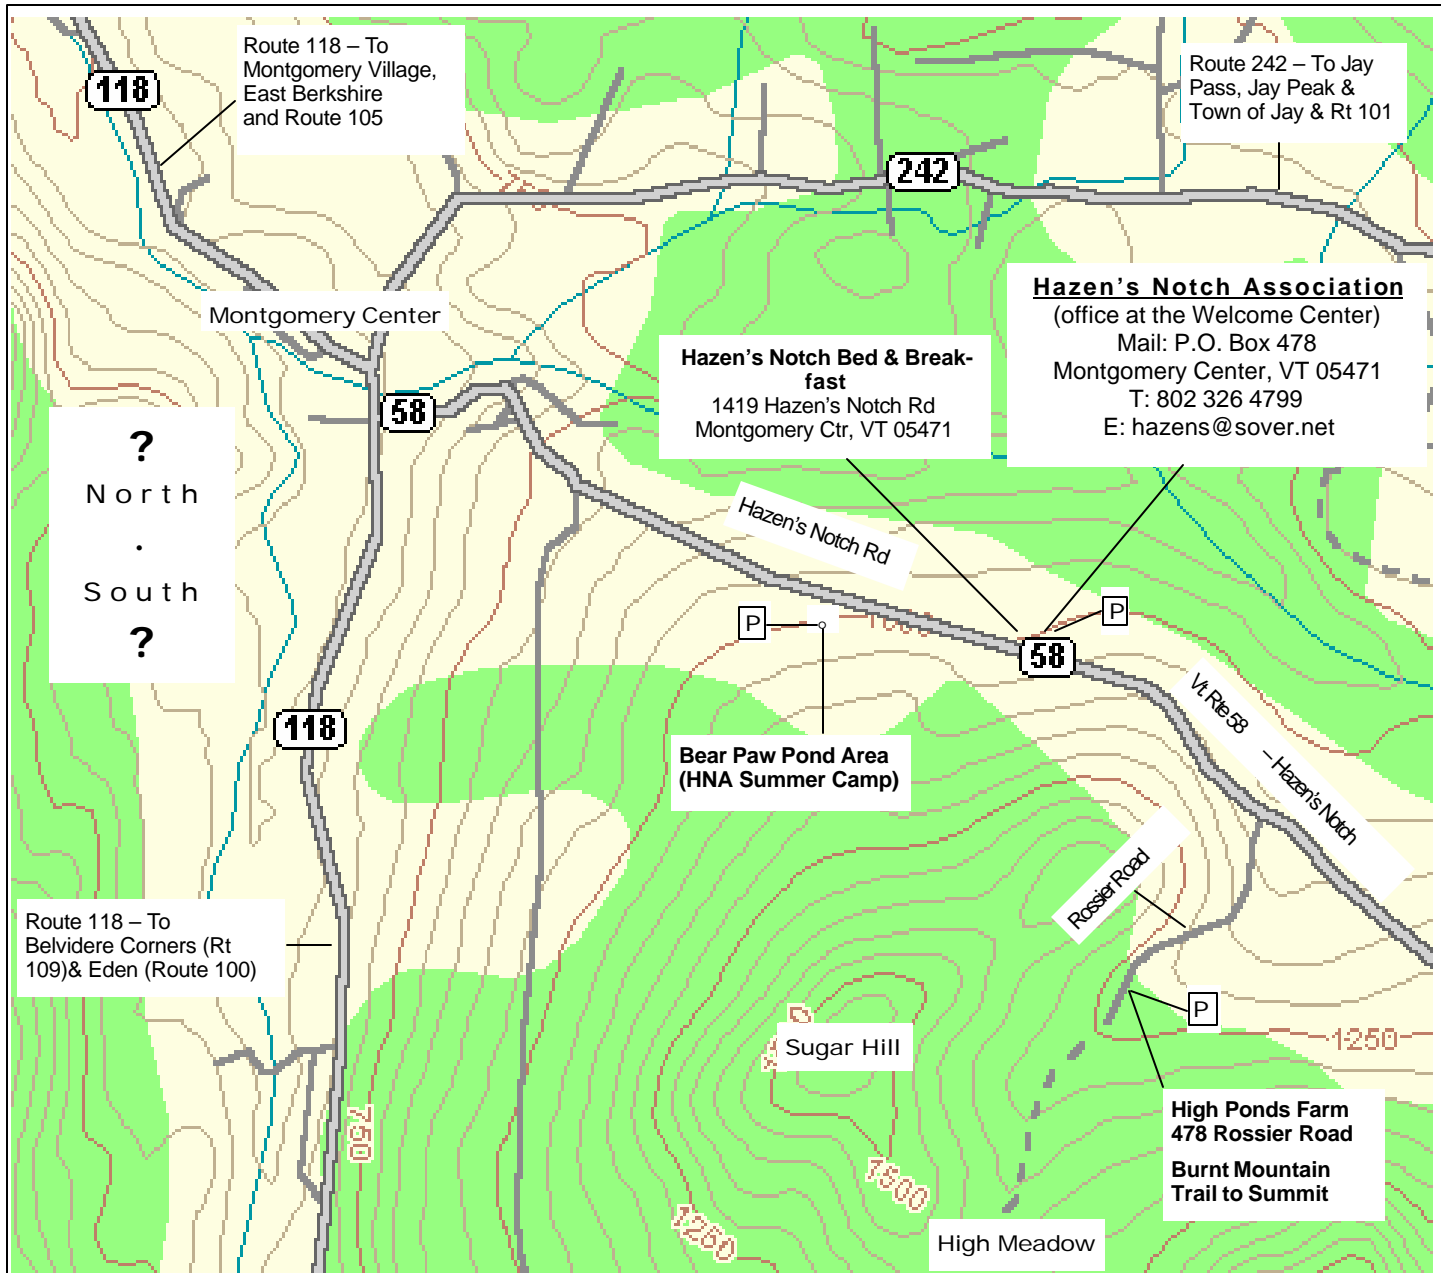 118
Route 118 – To
Montgomery Village,
East Berkshire
and Route 105
Route 242 – To Jay
Pass, Jay Peak &
Town of Jay & Rt 101
242
Montgomery Center
Hazen's Notch Association
(office at the Welcome Center)
Mail: P.O. Box 478
Montgomery Center, VT 05471
T: 802 326 4799
E: hazens@sover.net
Hazen's Notch Bed & Break-
fast
1419 Hazen's Notch Rd
Montgomery Ctr, VT 05471
58
?
North
.
South
?
Hazen's Notch Rd
P
P
58
118
Vt Rte 58 – Hazen's Notch
Bear Paw Pond Area
(HNA Summer Camp)
Rossier Road
Route 118 – To
Belvidere Corners (Rt
109)& Eden (Route 100)
P
1250
Sugar Hill
High Ponds Farm
478 Rossier Road
Burnt Mountain
Trail to Summit
750
1500
1250
High Meadow